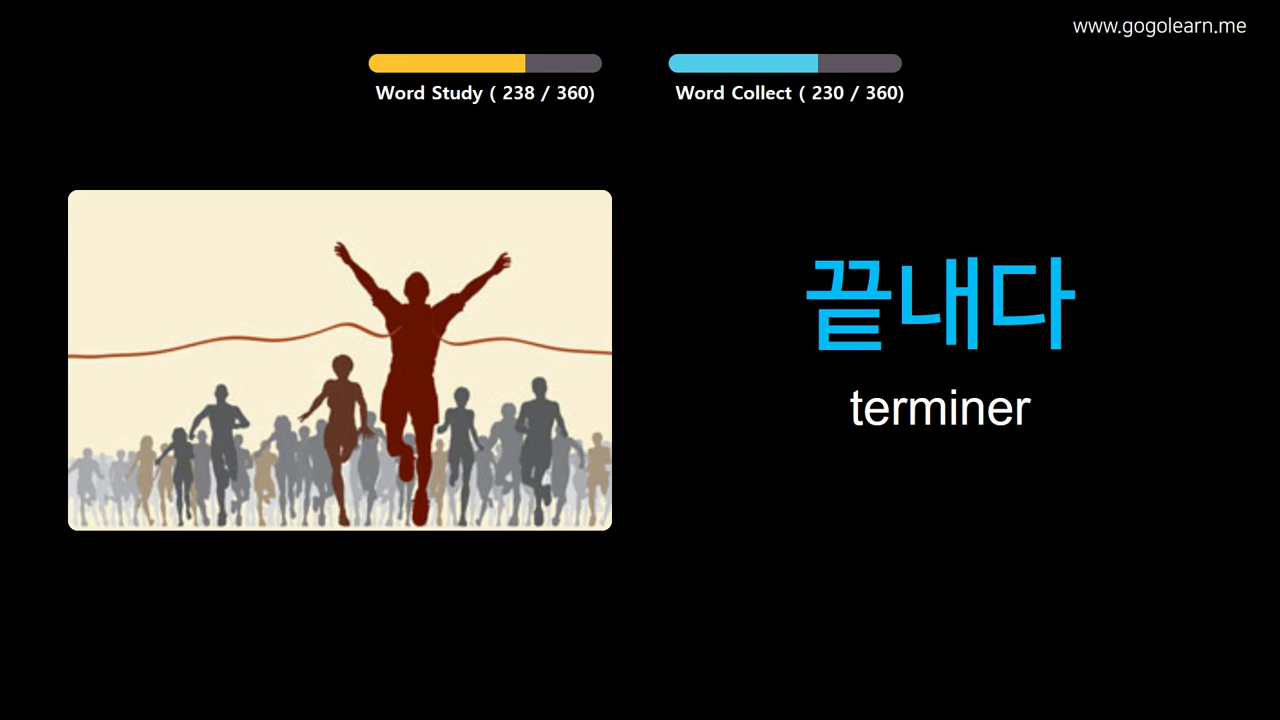 www.gogolearn.me
Word Study ( 238 / 360)
Word Collect ( 230 / 360)
끝내다
terminer